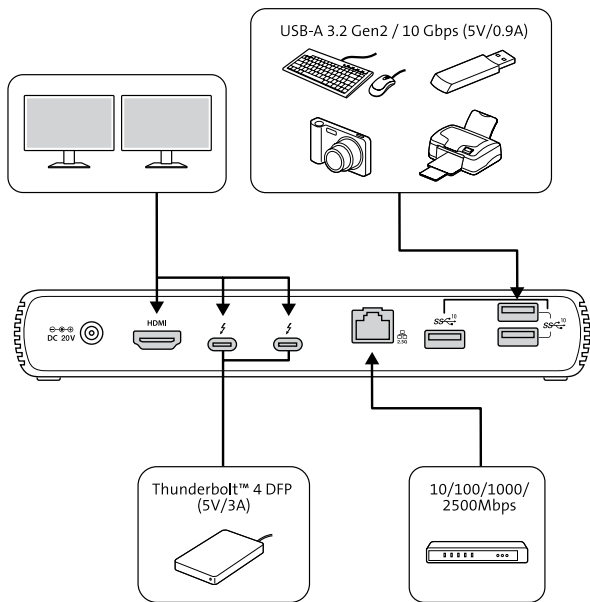 USB-A 3.2 Gen2 / 10 Gbps (5V/0.9A)
DC 20V
HDMI
2.5G
SS 10
SS 10
Thunderbolt™ 4 DFP
(5V/3A)
10/100/1000/
2500Mbps